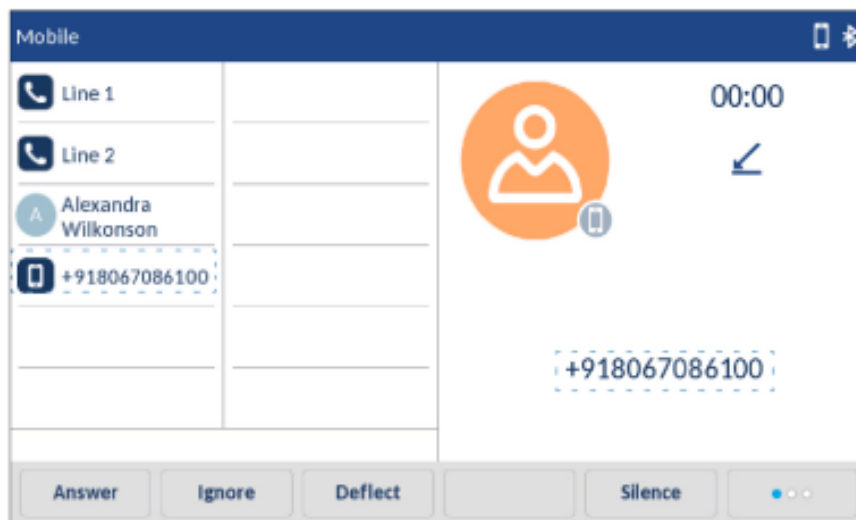 Mobile
Line 1
Line 2
A
Alexandra
Wilkonson
+918067086100
00:00
+918067086100
Answer
Ignore
Deflect
Silence